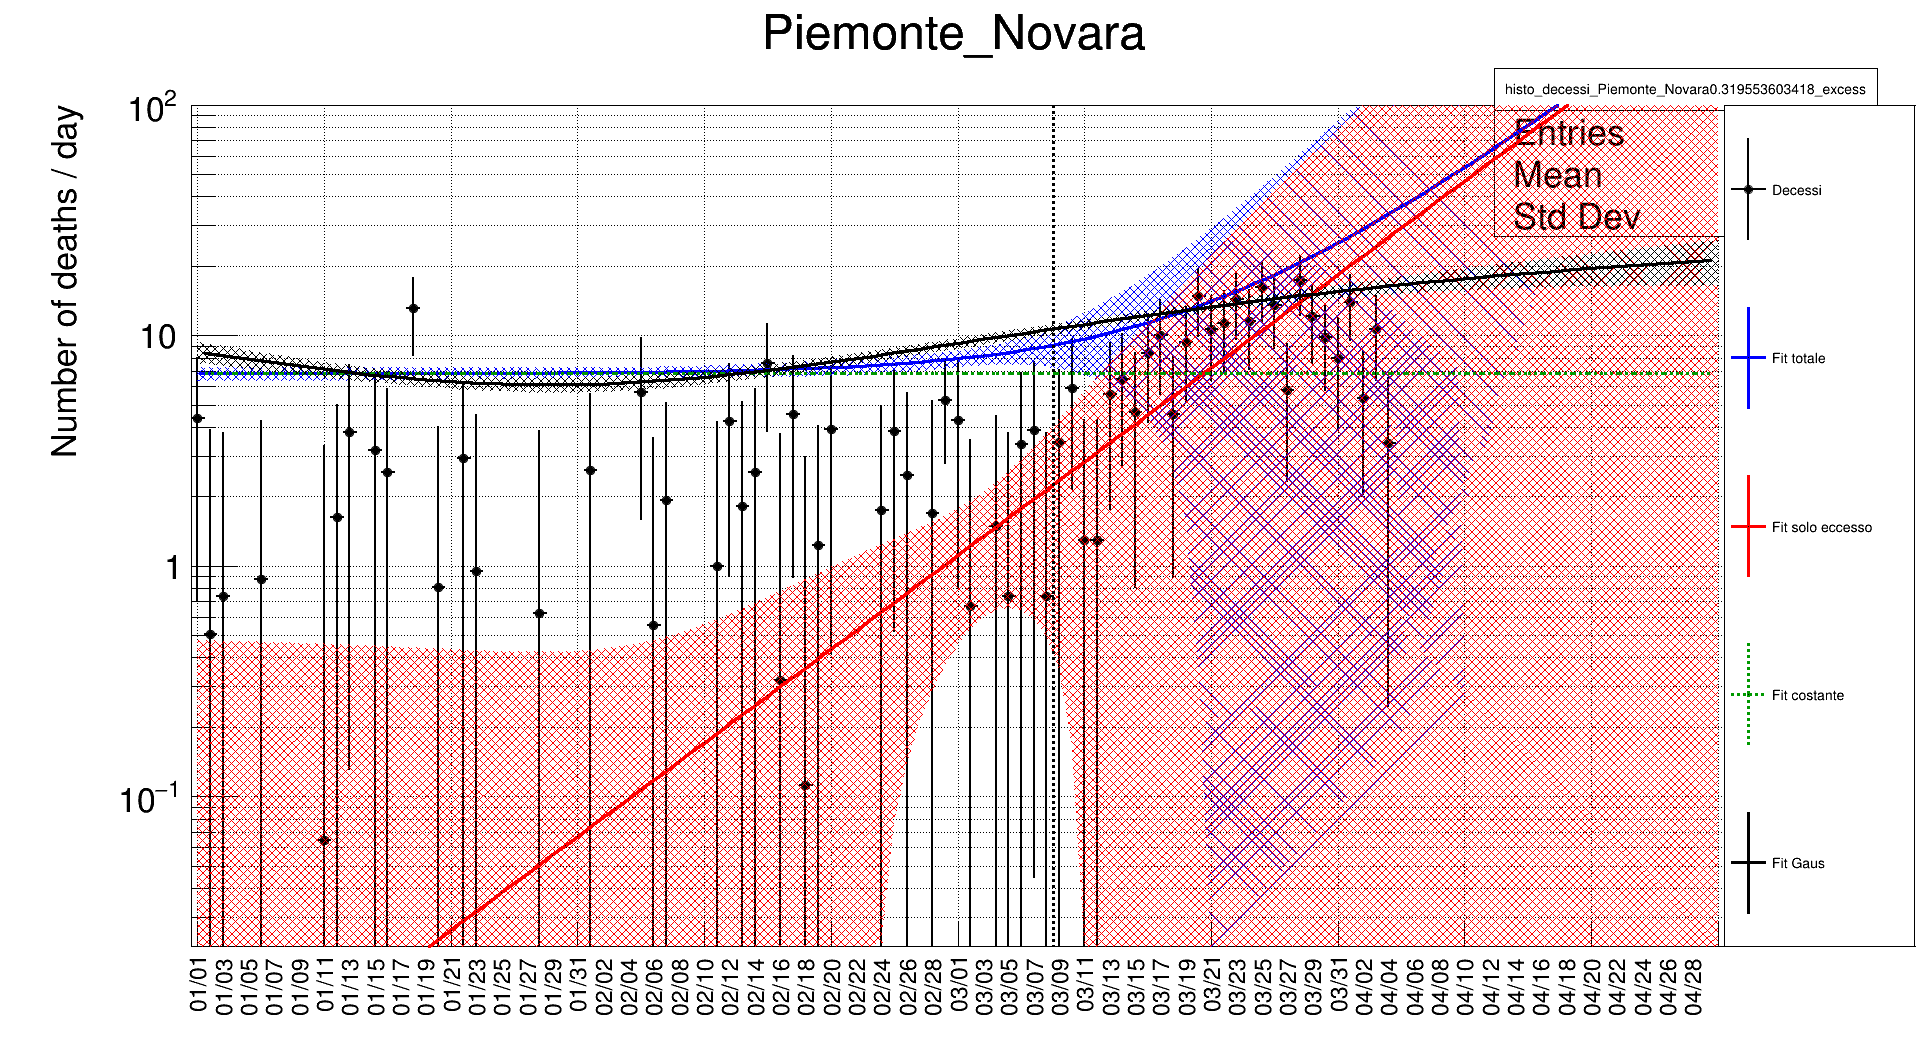 Piemonte_Novara
histo_decessi_Piemonte_Novara0.319553603418_excess
Entries
Mean
Std Dev
Number of deaths / day
10²
10
1
10⁻¹
Decessi
Fit totale
Fit solo eccesso
Fit costante
Fit Gaus
01/01 01/03 01/05 01/07 01/09 01/11 01/13 01/15 01/17 01/19 01/21 01/23 01/25 01/27 01/29 01/31 02/02 02/04 02/06 02/08 02/10 02/12 02/14 02/16 02/18 02/20 02/22 02/24 02/26 02/28 03/01 03/03 03/05 03/07 03/09 03/11 03/13 03/15 03/17 03/19 03/21 03/23 03/25 03/27 03/29 03/31 04/02 04/04 04/06 04/08 04/10 04/12 04/14 04/16 04/18 04/20 04/22 04/24 04/26 04/28